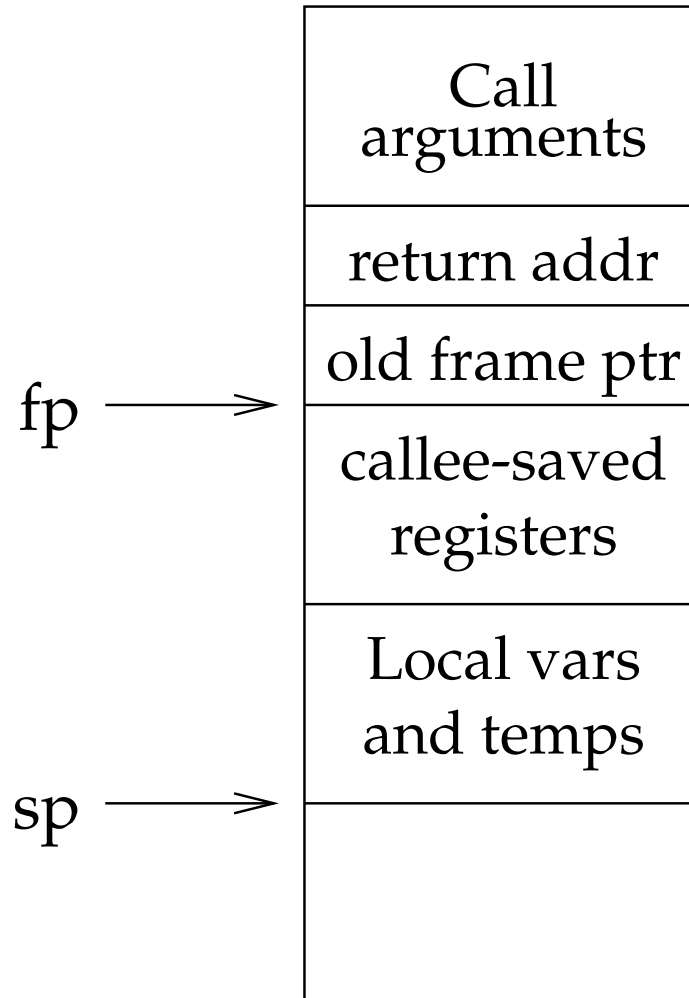 Call
arguments
return addr
old frame ptr
fp
callee-saved
registers
Local vars
and temps
sp